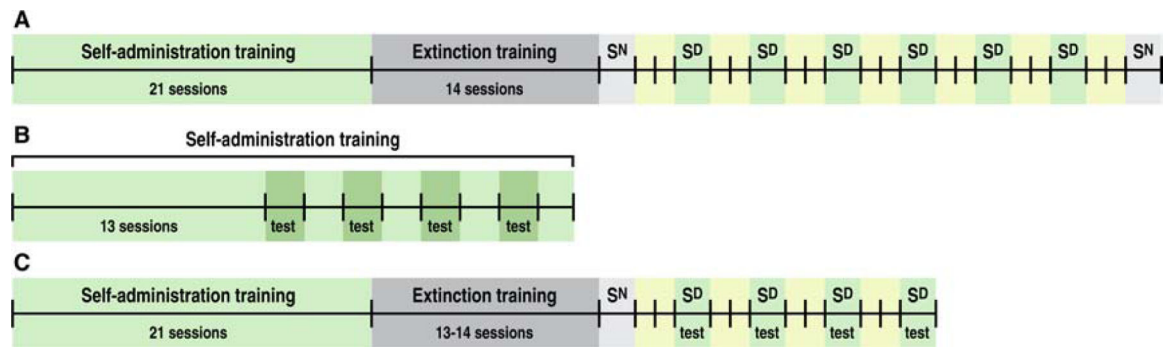 A
Self-administration training Extinction training SN SD SD SD SD SD SD SN
21 sessions 14 sessions
B
Self-administration training
13 sessions test test test test
C
Self-administration training Extinction training SN SD SD SD SD
21 sessions 13-14 sessions test test test test